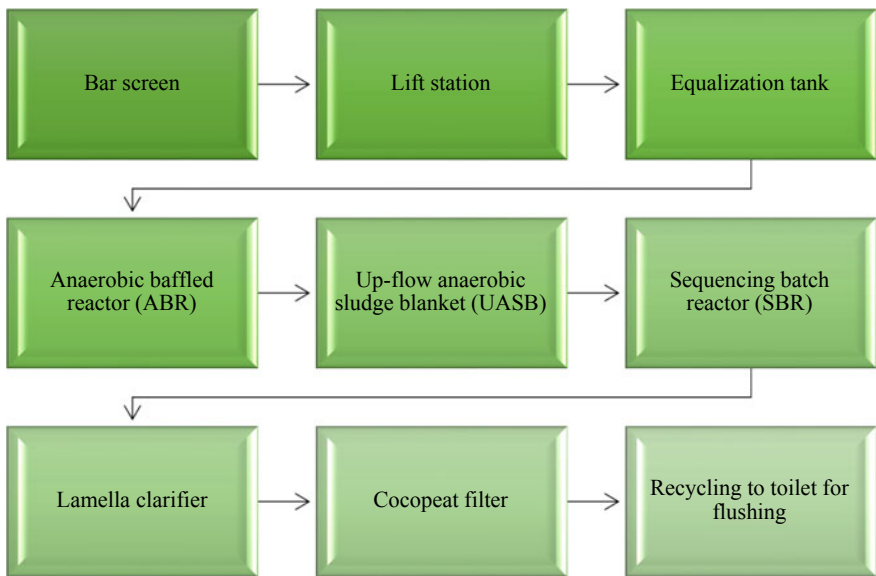 Bar screen
Lift station
Equalization tank
Anaerobic baffled
reactor (ABR)
Up-flow anaerobic
sludge blanket (UASB)
Sequencing batch
reactor (SBR)
Lamella clarifier
Cocopeat filter
Recycling to toilet for
flushing